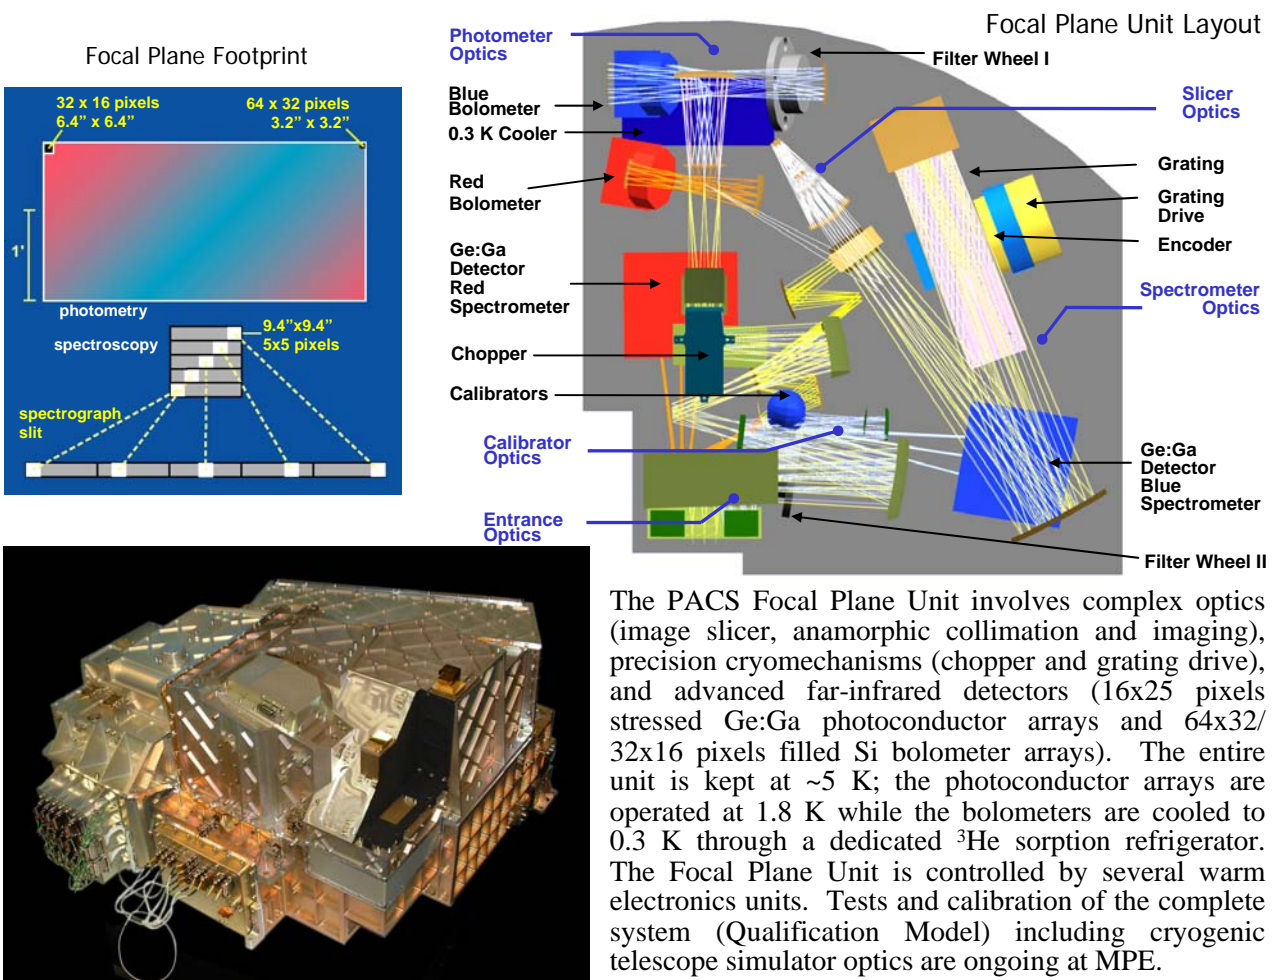 Focal Plane Footprint
32 x 16 pixels
6.4” x 6.4”
64 x 32 pixels
3.2” x 3.2”
1'
photometry
spectroscopy
9.4”x9.4”
5x5 pixels
spectrograph
slit
Focal Plane Unit Layout
Photometer
Optics
Filter Wheel I
Blue
Bolometer
0.3 K Cooler
Red
Bolometer
Ge:Ga
Detector
Red
Spectrometer
Chopper
Calibrators
Calibrator
Optics
Entrance
Optics
Slicer
Optics
Grating
Grating
Drive
Encoder
Spectrometer
Optics
Ge:Ga
Detector
Blue
Spectrometer
Filter Wheel II
The PACS Focal Plane Unit involves complex optics
(image slicer, anamorphic collimation and imaging),
precision cryomechanisms (chopper and grating drive),
and advanced far-infrared detectors (16x25 pixels
stressed Ge:Ga photoconductor arrays and 64x32/
32x16 pixels filled Si bolometer arrays). The entire
unit is kept at ~5 K; the photoconductor arrays are
operated at 1.8 K while the bolometers are cooled to
0.3 K through a dedicated ³He sorption refrigerator.
The Focal Plane Unit is controlled by several warm
electronics units. Tests and calibration of the complete
system (Qualification Model) including cryogenic
telescope simulator optics are ongoing at MPE.